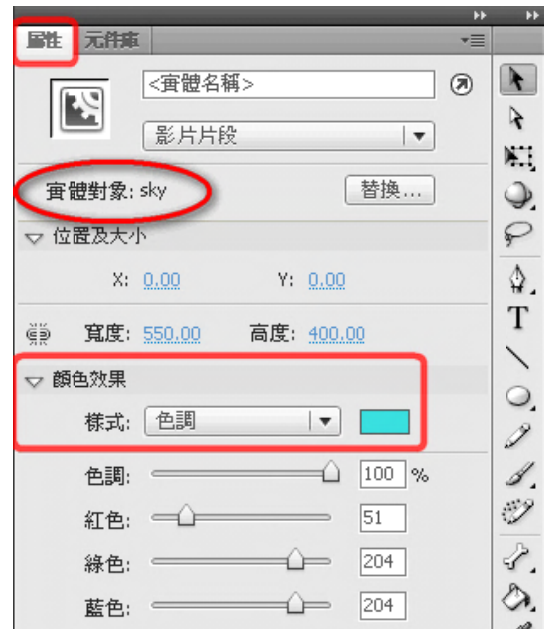 屬性 元件庫
<實體名稱>
影片片段
實體對象: sky 替換...
位置及大小
X: 0.00 Y: 0.00
寬度: 550.00 高度: 400.00
顏色效果
樣式: 色調
色調: 100 %
紅色: 51
綠色: 204
藍色: 204
T